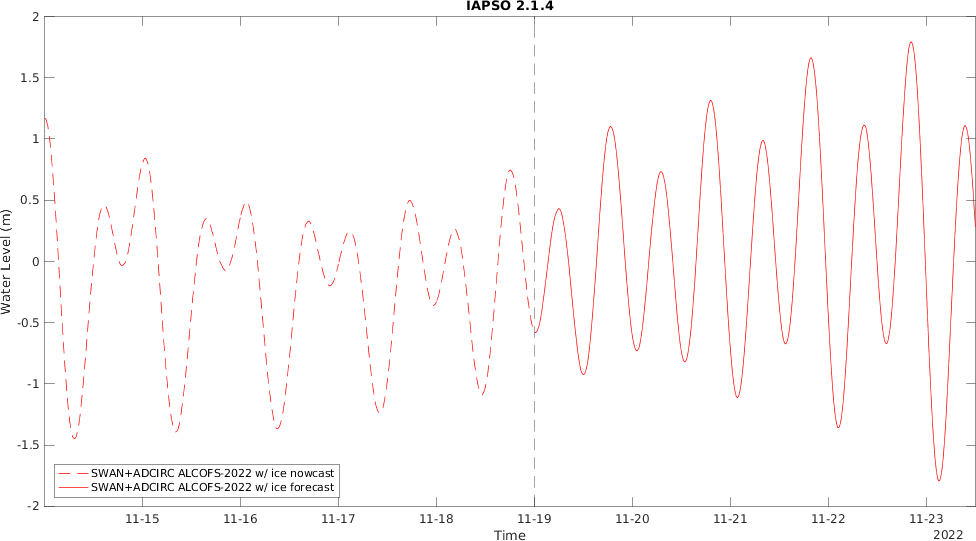 IAPSO 2.1.4
2
1.5
1
0.5
0
-0.5
-1
-1.5
-2
Water Level (m)
SWAN+ADCIRC ALCOFS-2022 w/ ice nowcast
SWAN+ADCIRC ALCOFS-2022 w/ ice forecast
11-15 11-16 11-17 11-18 11-19 11-20 11-21 11-22 11-23
Time
2022